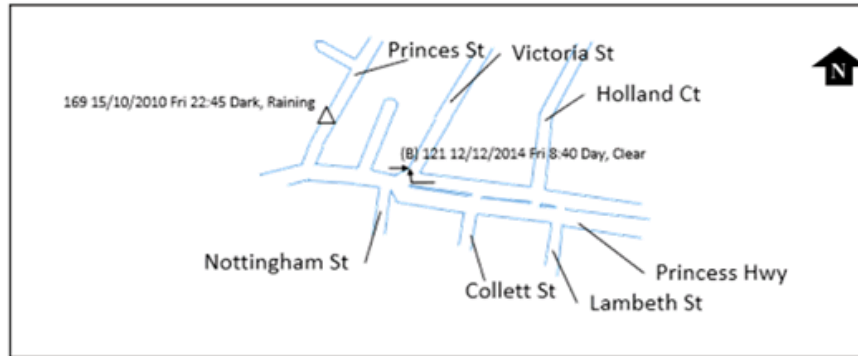 Princes St
Victoria St
N
169 15/10/2010 Fri 22:45 Dark, Raining
Holland Ct
(B) 121 12/12/2014 Fri 8:40 Day, Clear
Nottingham St
Collett St
Princess Hwy
Lambeth St